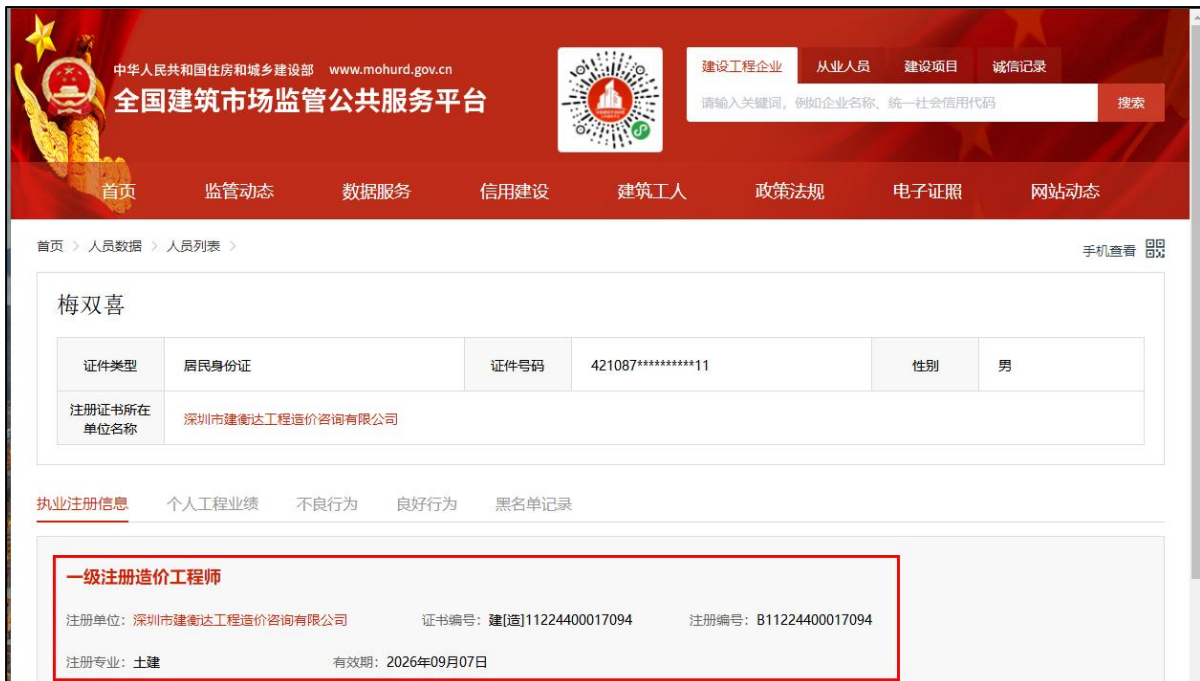 中华人民共和国住房和城乡建设部 www.mohurd.gov.cn
全国建筑市场监管公共服务平台
建设工程企业 从业人员 建设项目 诚信记录
请输入关键词，例如企业名称、统一社会信用代码 搜索
首页 监管动态 数据服务 信用建设 建筑工人 政策法规 电子证照 网站动态
首页 > 人员数据 > 人员列表 >
手机查看
梅双喜
证件类型 居民身份证 证件号码 421087**********11 性别 男
注册证书所在
单位名称
深圳市建衡达工程造价咨询有限公司
执业注册信息 个人工程业绩 不良行为 良好行为 黑名单记录
一级注册造价工程师
注册单位：深圳市建衡达工程造价咨询有限公司 证书编号：建[造]11224400017094 注册编号：B11224400017094
注册专业：土建 有效期：2026年09月07日